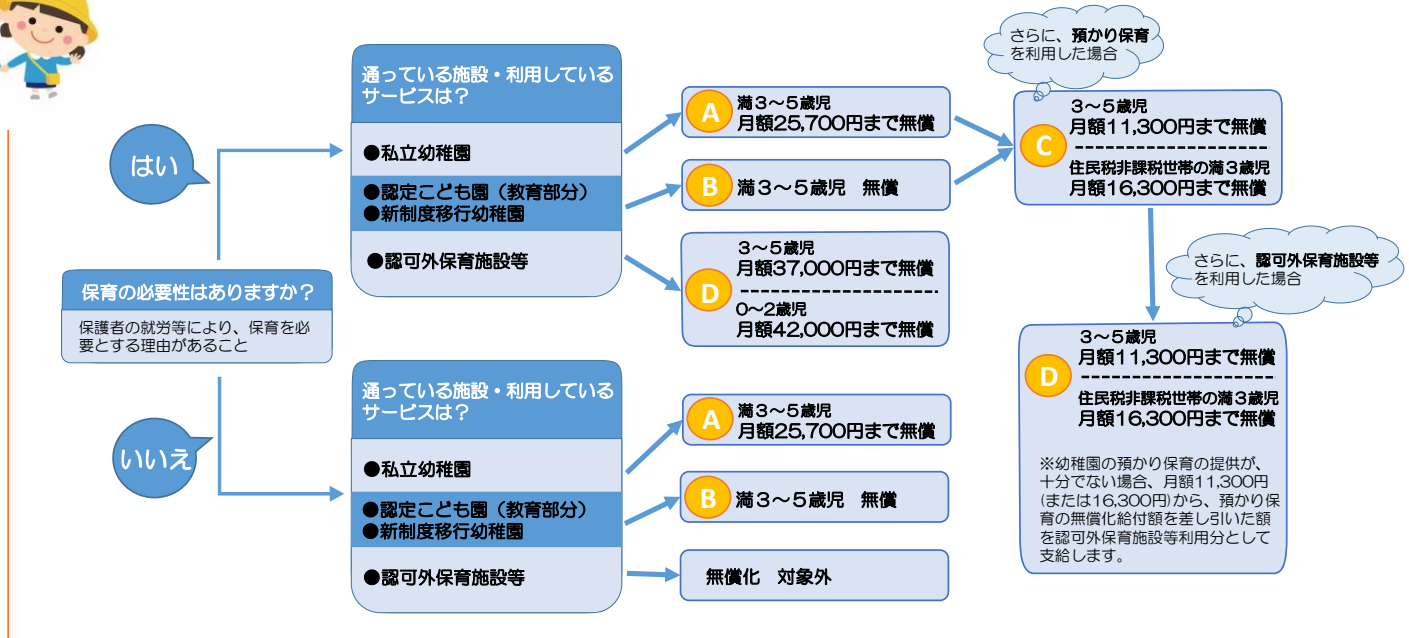 保育の必要性はありますか？
保護者の就労等により、保育を必
要とする理由があること
はい
通っている施設・利用している
サービスは？
●私立幼稚園
●認定こども園（教育部分）
●新制度移行幼稚園
●認可外保育施設等
A
満３～５歳児
月額25,700円まで無償
B
満３～５歳児　無償
D
３～５歳児
月額37,000円まで無償
0～2歳児
月額42,000円まで無償
さらに、預かり保育
を利用した場合
C
３～５歳児
月額11,300円まで無償
住民税非課税世帯の満３歳児
月額16,300円まで無償
さらに、認可外保育施設等
を利用した場合
D
３～５歳児
月額11,300円まで無償
住民税非課税世帯の満３歳児
月額16,300円まで無償
※幼稚園の預かり保育の提供が、
十分でない場合、月額11,300円
(または16,300円)から、預かり保
育の無償化給付額を差し引いた額
を認可外保育施設等利用分として
支給します。
いいえ
通っている施設・利用している
サービスは？
●私立幼稚園
●認定こども園（教育部分）
●新制度移行幼稚園
●認可外保育施設等
A
満３～５歳児
月額25,700円まで無償
B
満３～５歳児　無償
無償化　対象外